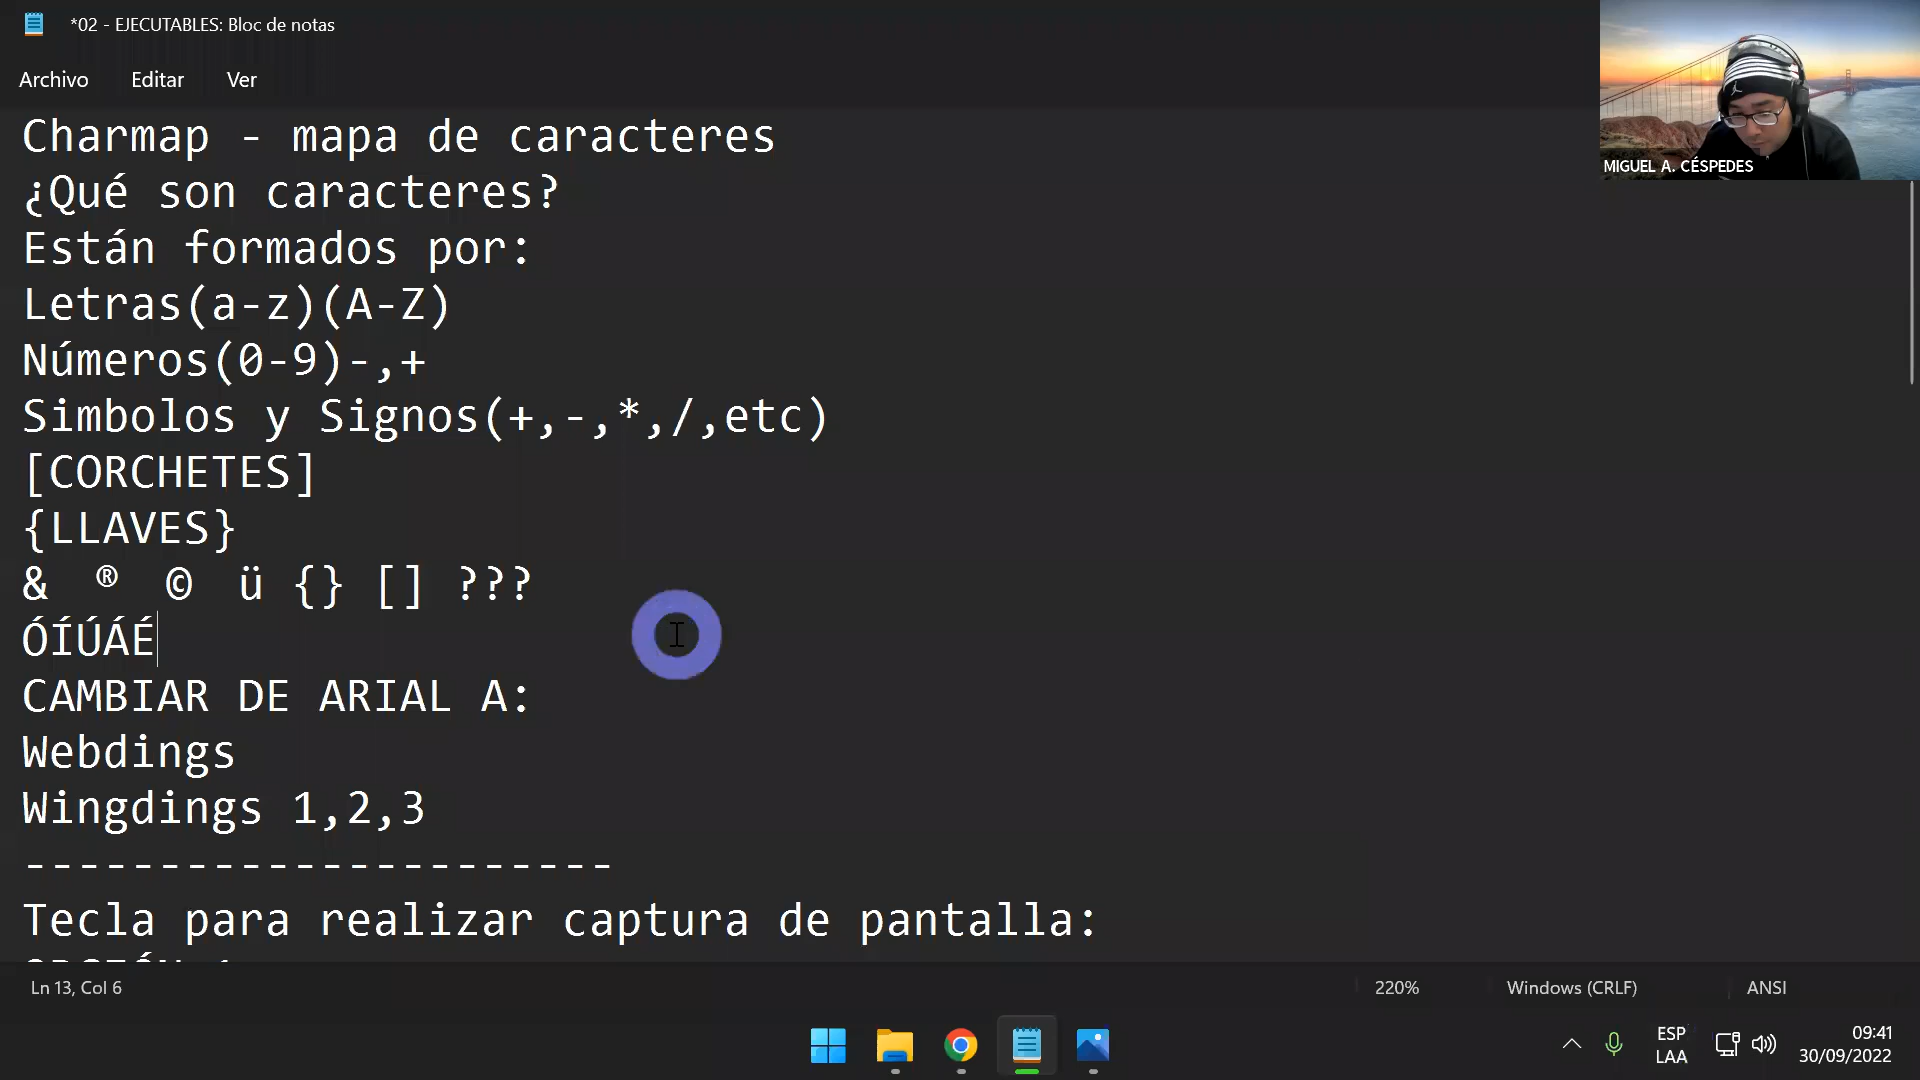 *02 - EJECUTABLES: Bloc de notas
Archivo Editar Ver
MIGUEL A. CÉSPEDES
Charmap - mapa de caracteres
¿Qué son caracteres?
Están formados por:
Letras(a-z)(A-Z)
Números(0-9)-,+
Simbolos y Signos(+,-,*,/,etc)
[CORCHETES]
{LLAVES}
& ® © ü {} [] ???
ÓÍÚÁÉ
CAMBIAR DE ARIAL A:
Webdings
Wingdings 1,2,3
----------------------
Tecla para realizar captura de pantalla:
Ln 13, Col 6 220% Windows (CRLF) ANSI
ESP
LAA
09:41
30/09/2022